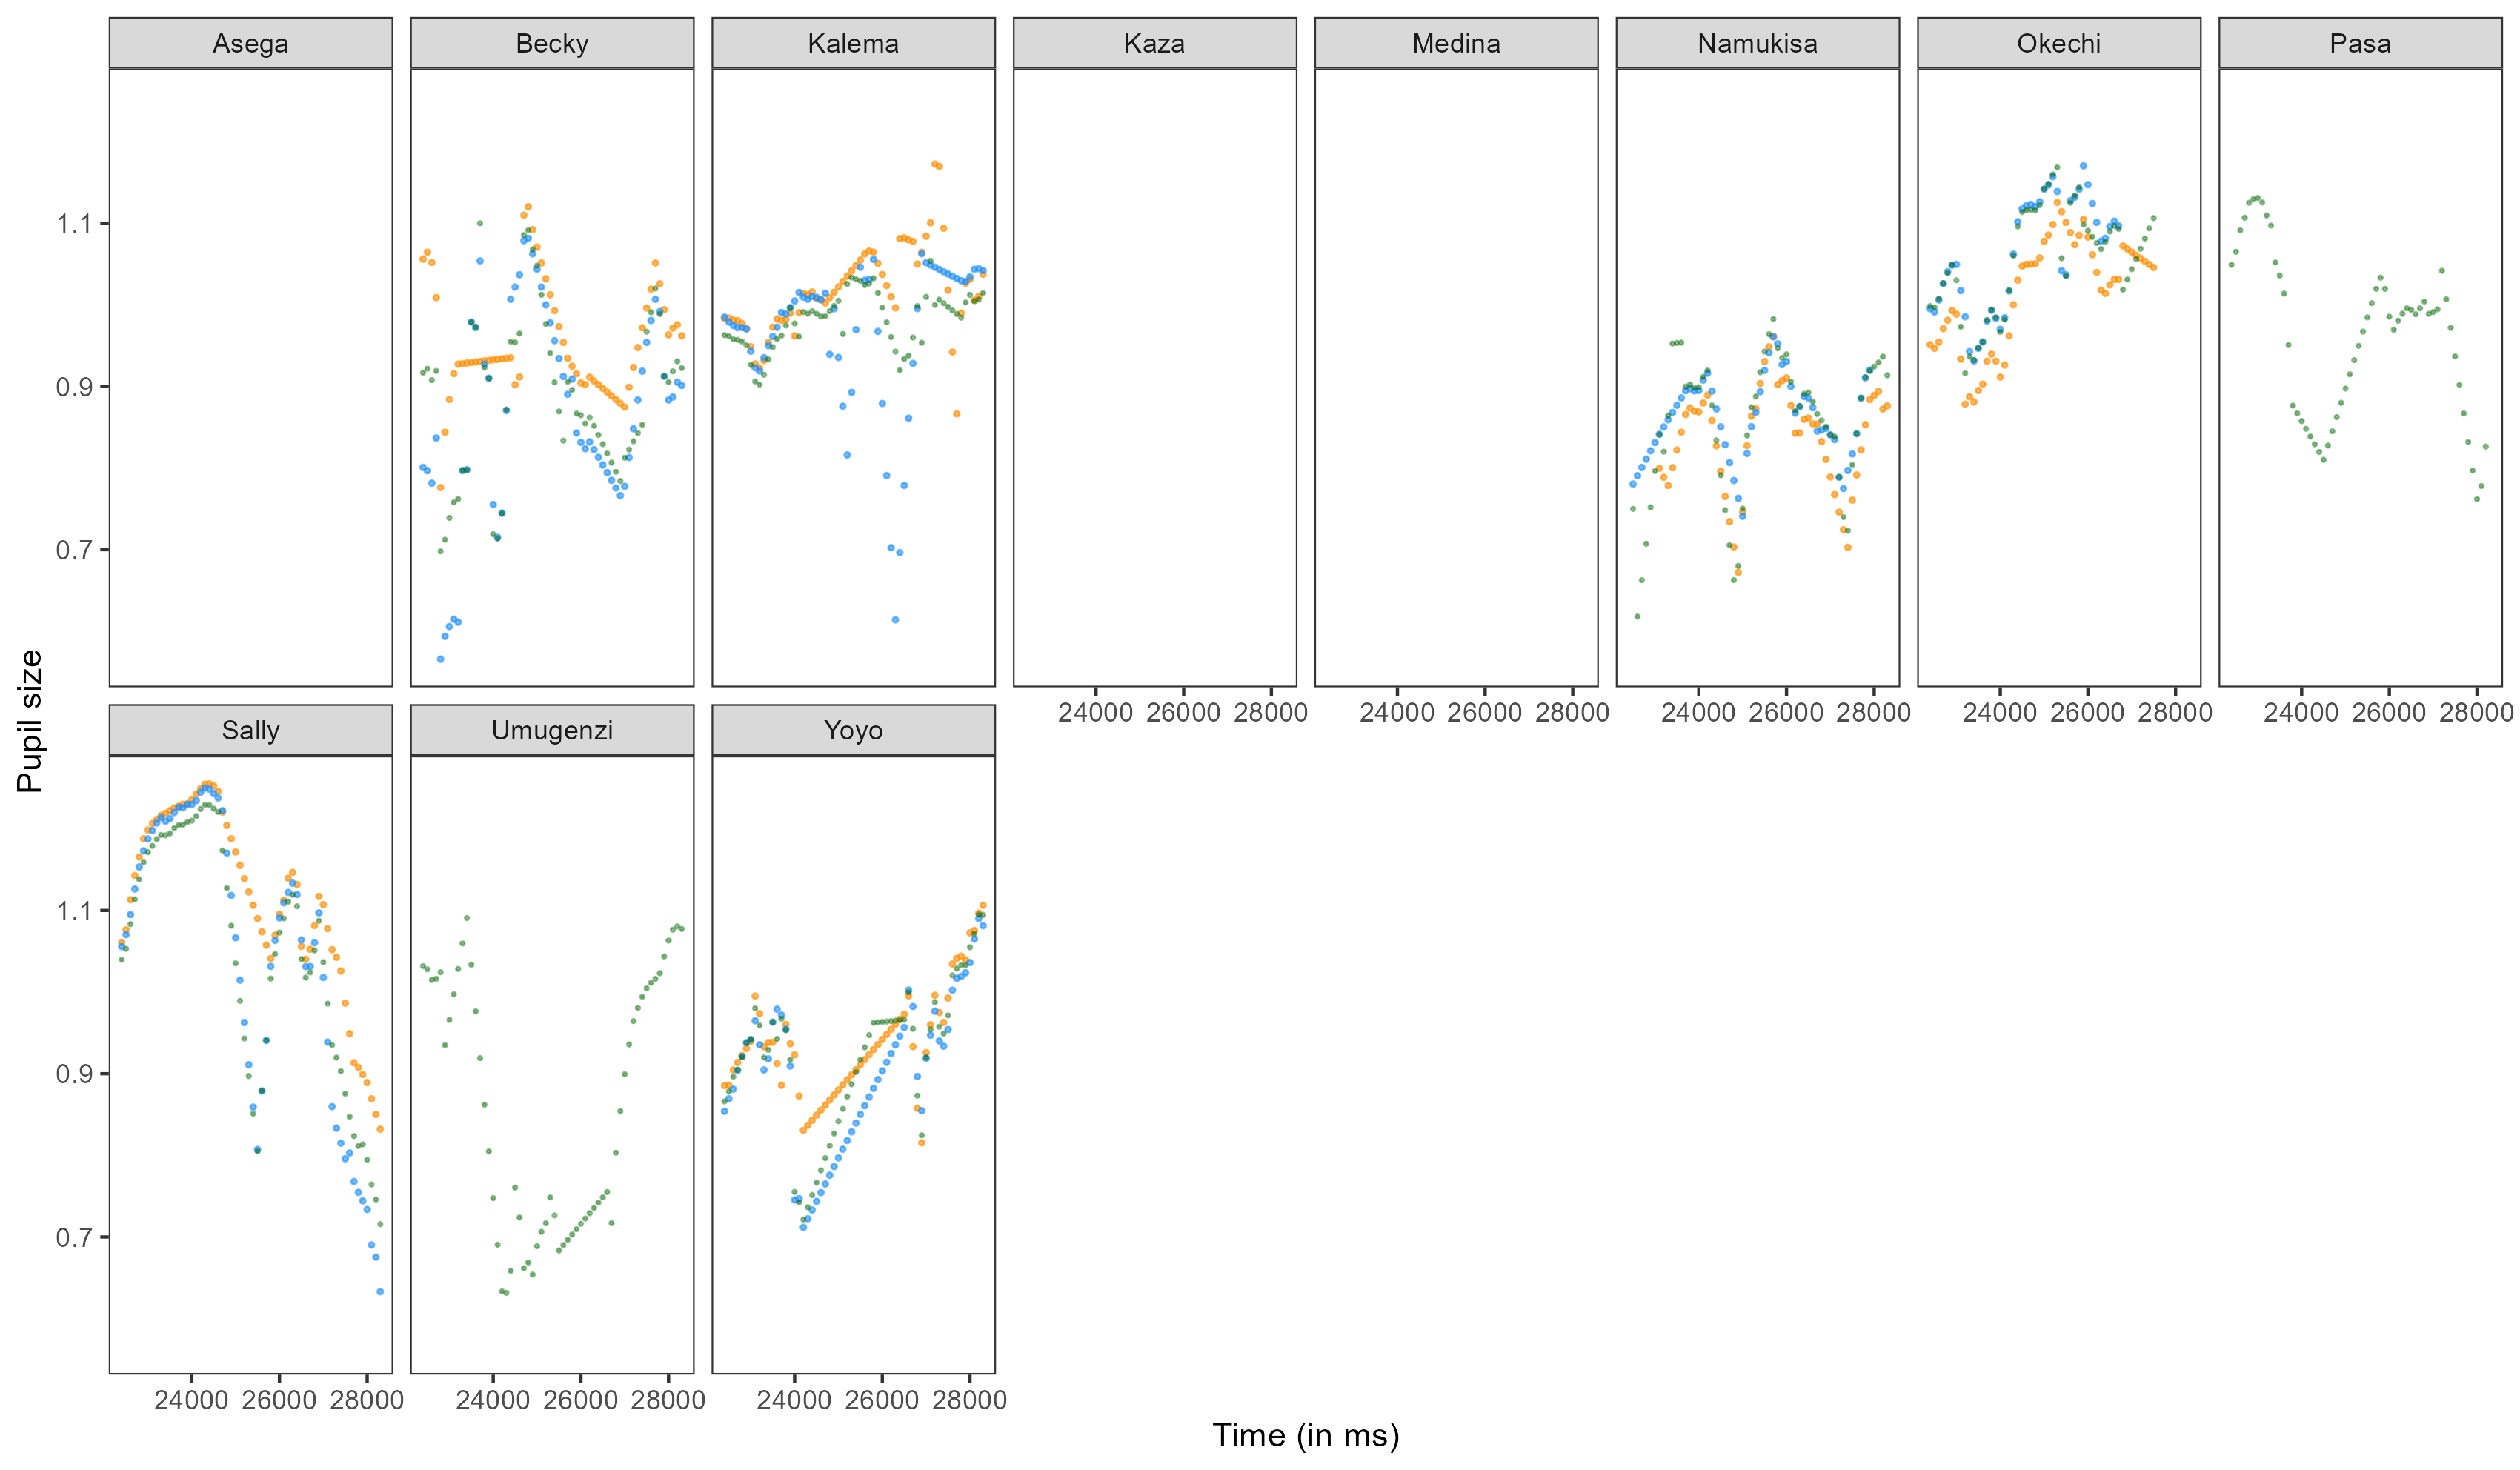 Asega Becky Kalema Kaza Medina Namukisa Okechi Pasa
1.1
0.9
0.7
24000 26000 28000 24000 26000 28000 24000 26000 28000 24000 26000 28000 24000 26000 28000
Pupil size
Sally Umugenzi Yoyo
1.1
0.9
0.7
24000 26000 28000 24000 26000 28000 24000 26000 28000
Time (in ms)